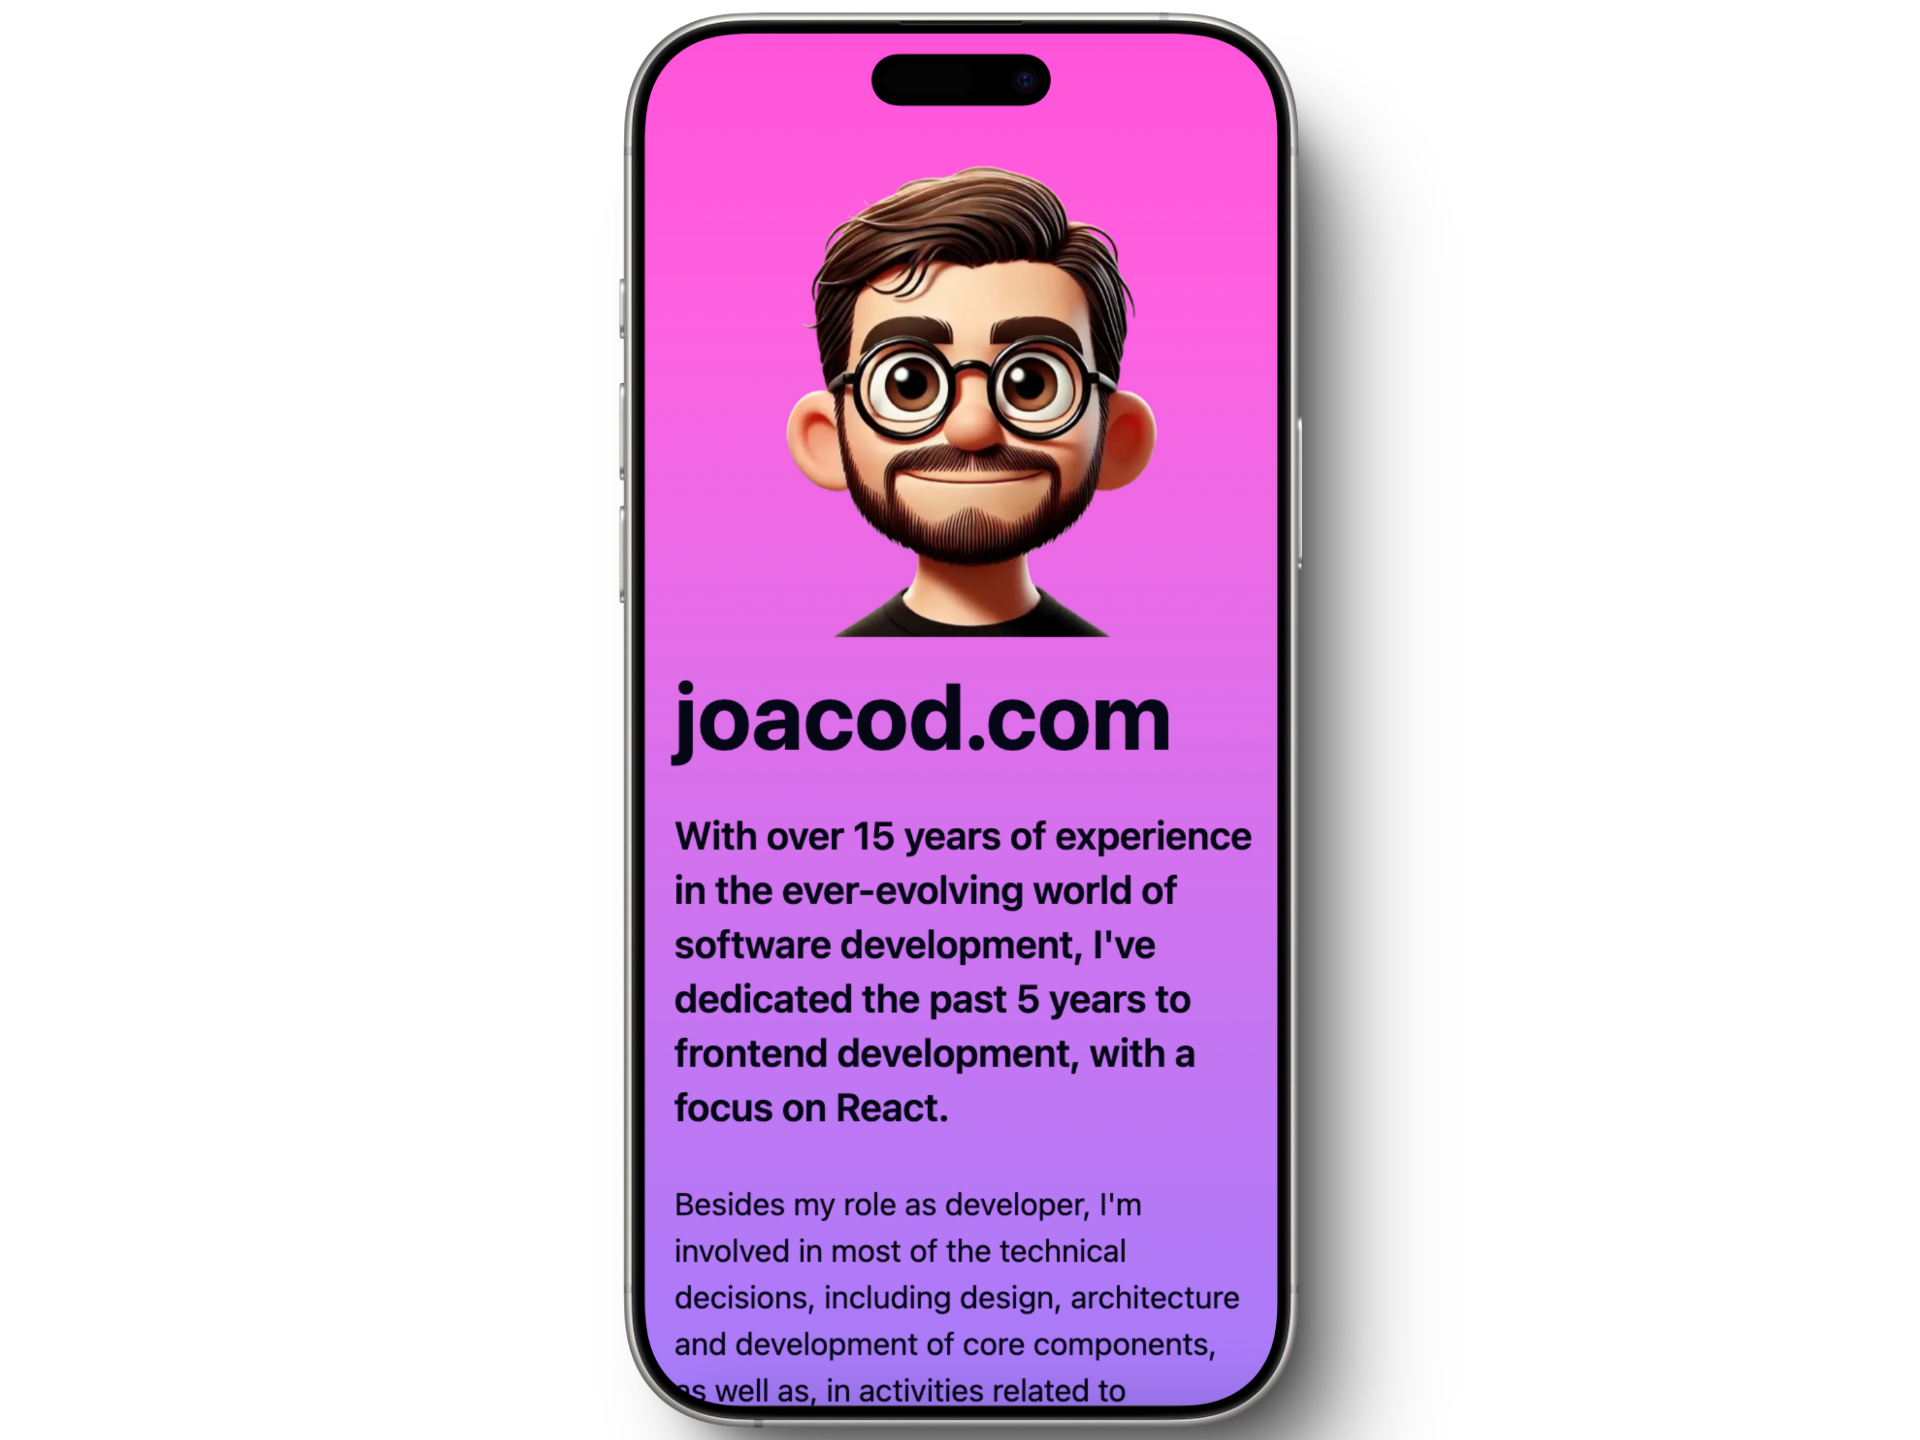 joacod.com
With over 15 years of experience
in the ever-evolving world of
software development, I've
dedicated the past 5 years to
frontend development, with a
focus on React.
Besides my role as developer, I'm
involved in most of the technical
decisions, including design, architecture
and development of core components,
as well as, in activities related to